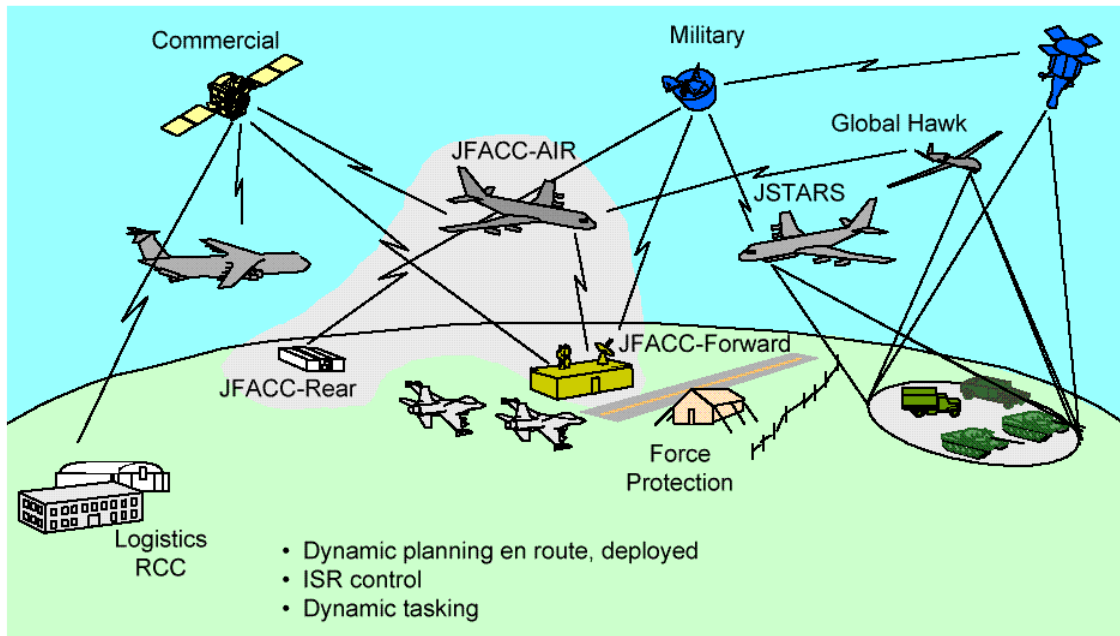 Commercial
Military
Global Hawk
JFACC-AIR
JSTARS
JFACC-Forward
JFACC-Rear
Force
Protection
Logistics
RCC
• Dynamic planning en route, deployed
• ISR control
• Dynamic tasking